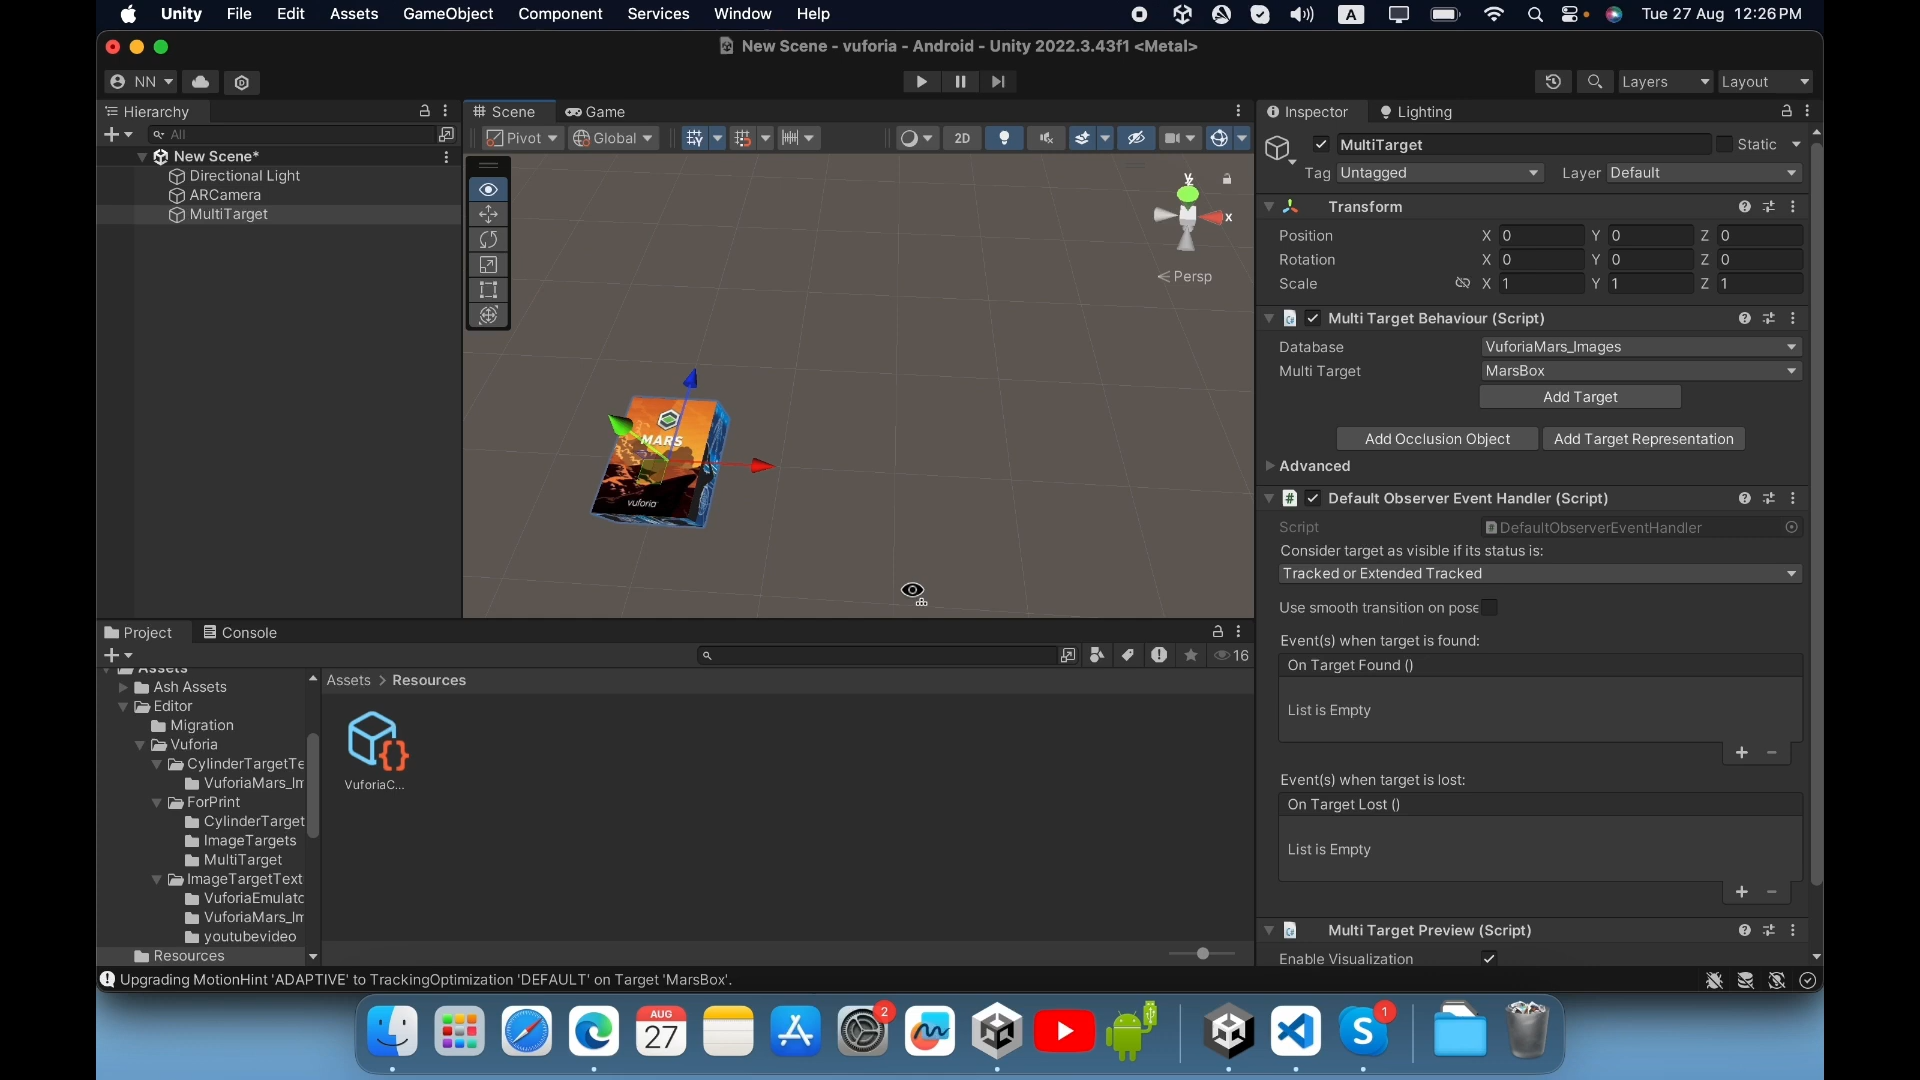 Unity File Edit Assets GameObject Component Services Window Help A Tue 27 Aug 12:26PM
New Scene - vuforia - Android - Unity 2022.3.43f1 <Metal>
NN Layers Layout
Hierarchy
All
New Scene*
Directional Light
ARCamera
MultiTarget
Scene Game
Pivot Global 2D
y
x
Persp
MARS
vuforia
Inspector Lighting
MultiTarget Static
Tag Untagged Layer Default
Transform
Position X 0 Y 0 Z 0
Rotation X 0 Y 0 Z 0
Scale X 1 Y 1 Z 1
Multi Target Behaviour (Script)
Database VuforiaMars_Images
Multi Target MarsBox
Add Target
Add Occlusion Object Add Target Representation
Advanced
Default Observer Event Handler (Script)
Script DefaultObserverEventHandler
Consider target as visible if its status is:
Tracked or Extended Tracked
Use smooth transition on pose
Event(s) when target is found:
On Target Found ()
List is Empty
Event(s) when target is lost:
On Target Lost ()
List is Empty
Multi Target Preview (Script)
Enable Visualization
Project Console
16
Assets
Ash Assets
Editor
Migration
Vuforia
CylinderTargetTe
VuforiaMars_Im
ForPrint
CylinderTarget
ImageTargets
MultiTarget
ImageTargetText
VuforiaEmulato
VuforiaMars_Im
youtubevideo
Resources
Assets > Resources
VuforiaC...
Upgrading MotionHint 'ADAPTIVE' to TrackingOptimization 'DEFAULT' on Target 'MarsBox'.
AUG
27
2
S
1